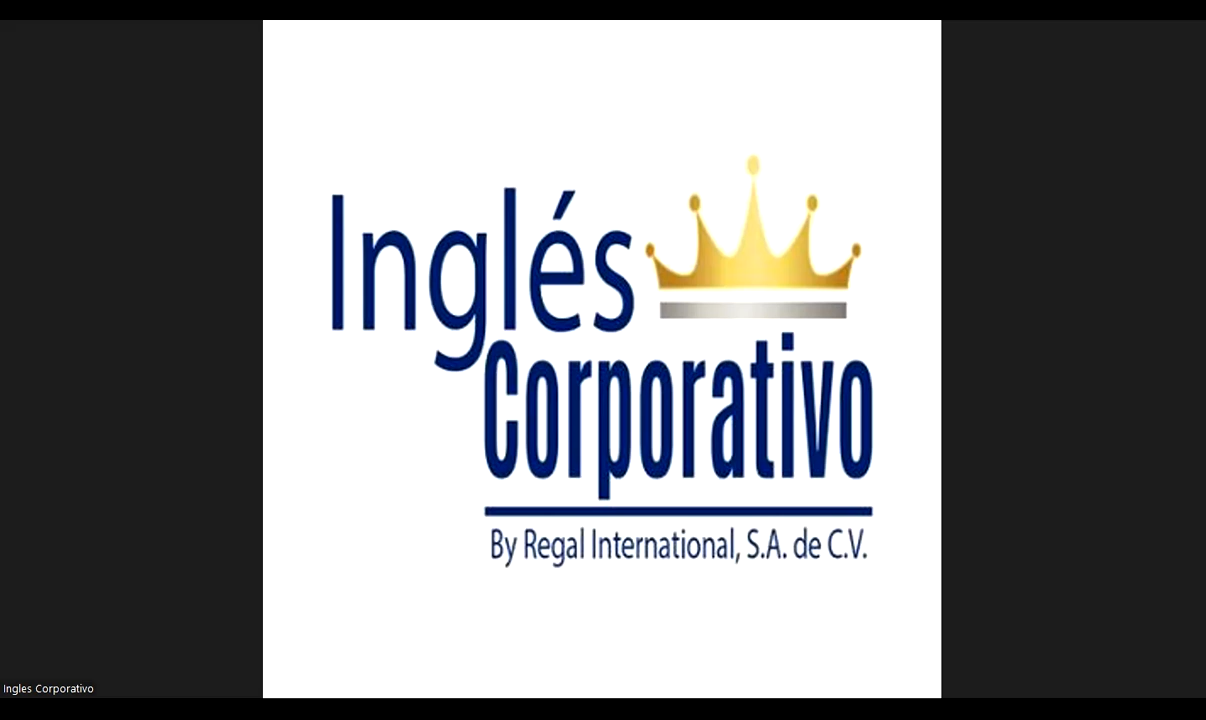 Inglés
Corporativo
By Regal International, S.A. de C.V.
Ingles Corporativo